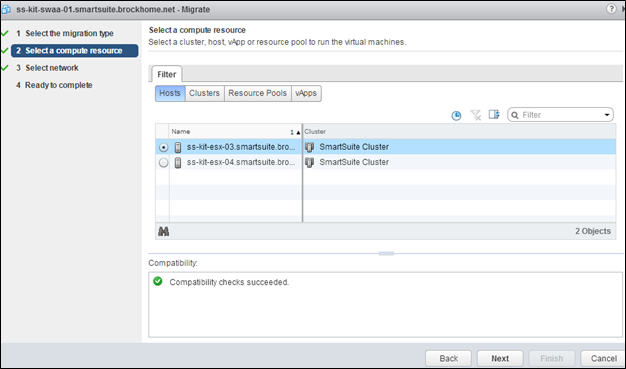 ss-kit-swaa-01.smartsuite.brockhome.net - Migrate
1 Select the migration type
2 Select a compute resource
3 Select network
4 Ready to complete
Select a compute resource
Select a cluster, host, vApp or resource pool to run the virtual machines.
Filter
Hosts Clusters Resource Pools vApps
Filter
Name 1 Cluster
ss-kit-esx-03.smartsuite.bro... SmartSuite Cluster
ss-kit-esx-04.smartsuite.bro... SmartSuite Cluster
2 Objects
Compatibility:
Compatibility checks succeeded.
Back Next Finish Cancel